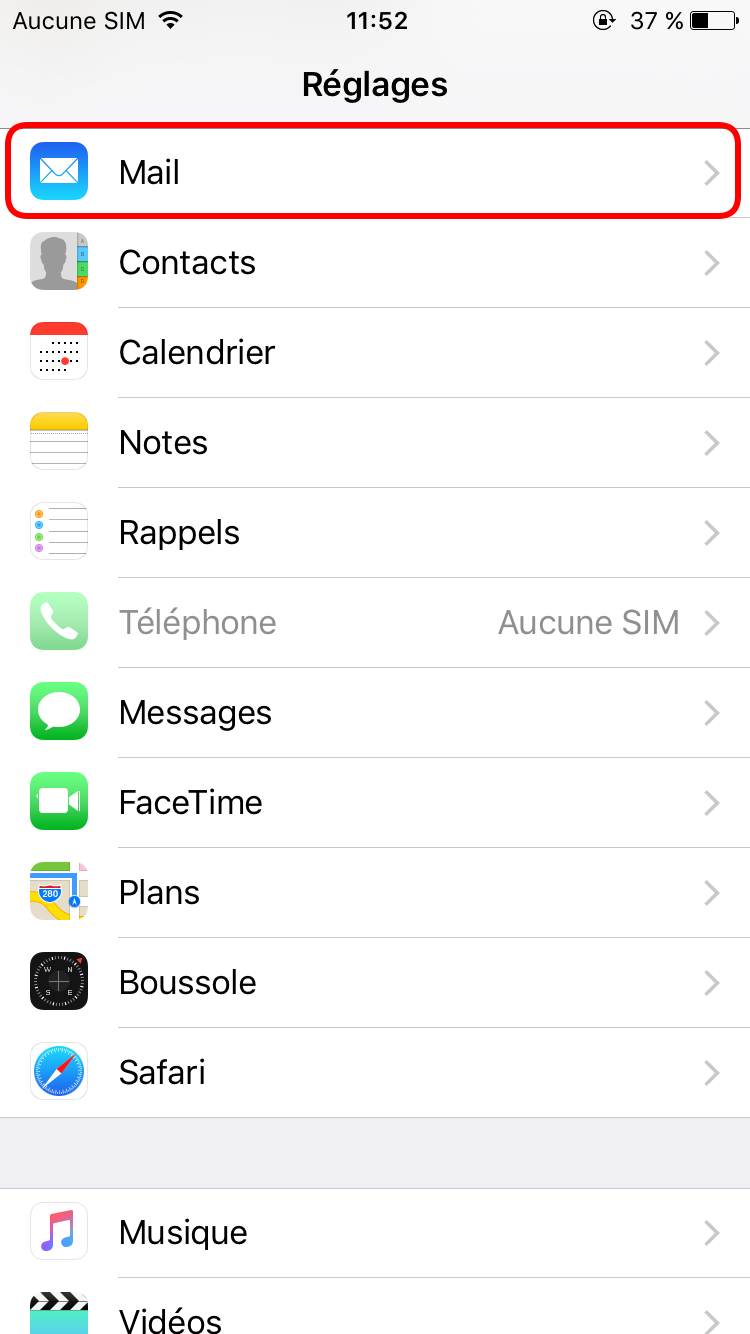 Aucune SIM 11:52 37 %
Réglages
Mail
Contacts
Calendrier
Notes
Rappels
Téléphone Aucune SIM
Messages
FaceTime
280
Plans
W N
S E
Boussole
Safari
Musique
Vidéos